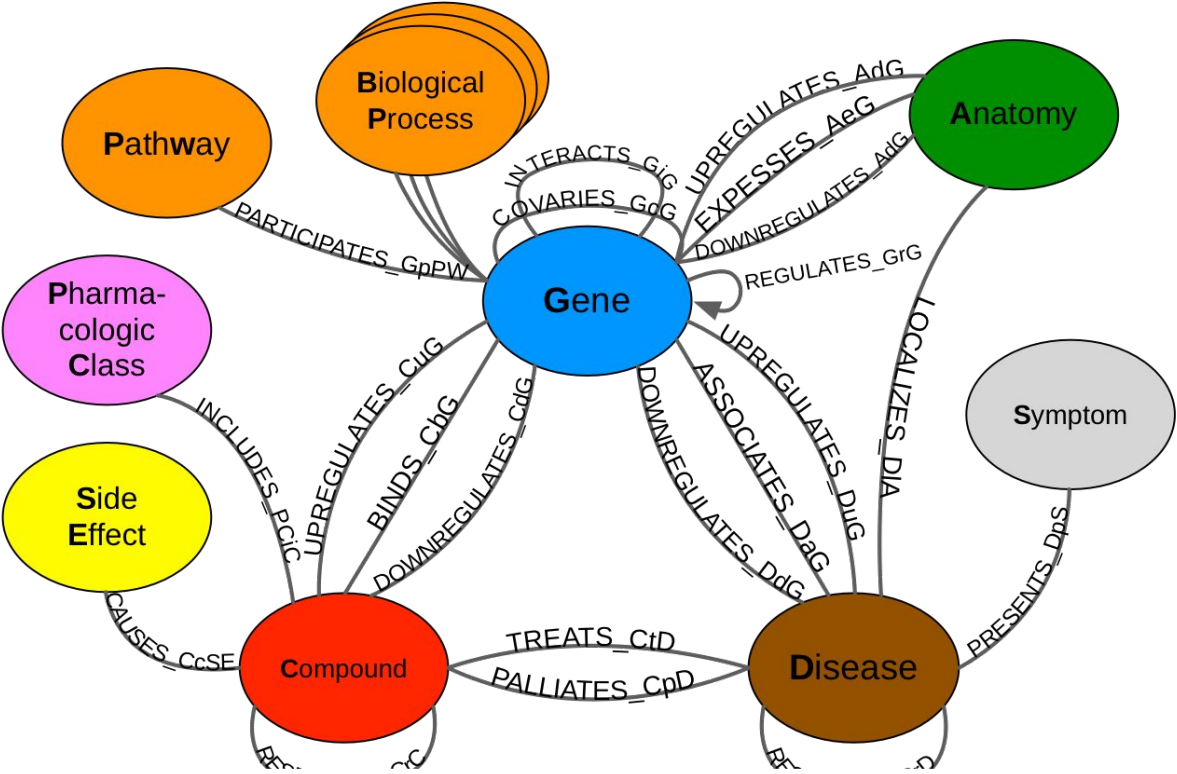 Biological
Process
Pathway
Anatomy
UPREGULATES_AdG
EXPESSES_AeG
DOWNREGULATES_AdG
INTERACTS_GiG
COVARIES_GcG
PARTICIPATES_GpPW
REGULATES_GrG
Gene
Pharma-
cologic
Class
LOCALIZES_DlA
Symptom
INCLUDES_PCiC
UPREGULATES_CuG
BINDS_CbG
DOWNREGULATES_CdG
DOWNREGULATES_DdG
ASSOCIATES_DaG
UPREGULATES_DuG
Side
Effect
CAUSES_CcSE
PRESENTS_DpS
Compound
TREATS_CtD
PALLIATES_CpD
Disease